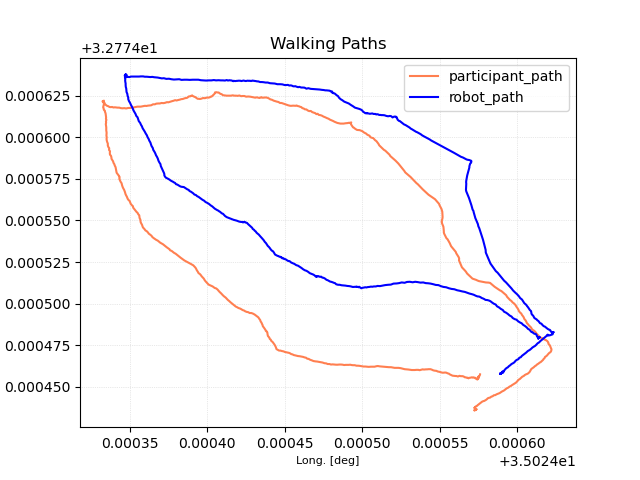 Walking Paths
+3.2774e1
participant_path
robot_path
0.000625
0.000600
0.000575
0.000550
0.000525
0.000500
0.000475
0.000450
0.00035 0.00040 0.00045 0.00050 0.00055 0.00060
Long. [deg]
+3.5024e1